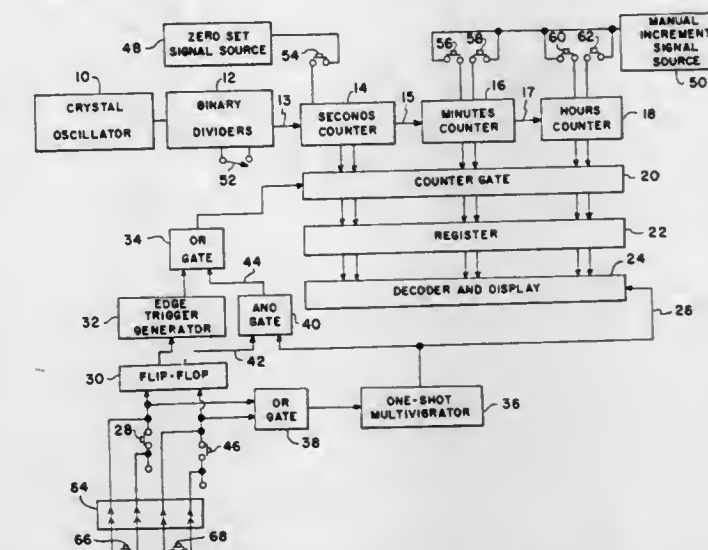 48
ZERO SET
SIGNAL SOURCE
54
56
58
60
62
MANUAL
INCREMENT
SIGNAL
SOURCE
50
10
CRYSTAL
OSCILLATOR
12
BINARY
DIVIDERS
13
52
14
SECONDS
COUNTER
15
16
MINUTES
COUNTER
17
HOURS
COUNTER
18
COUNTER GATE
20
REGISTER
22
24
DECODER AND DISPLAY
26
34
OR
GATE
44
32
EDGE
TRIGGER
GENERATOR
AND
GATE
40
42
30
FLIP-FLOP
28
46
OR
GATE
38
ONE-SHOT
MULTIVIBRATOR
36
64
66
68